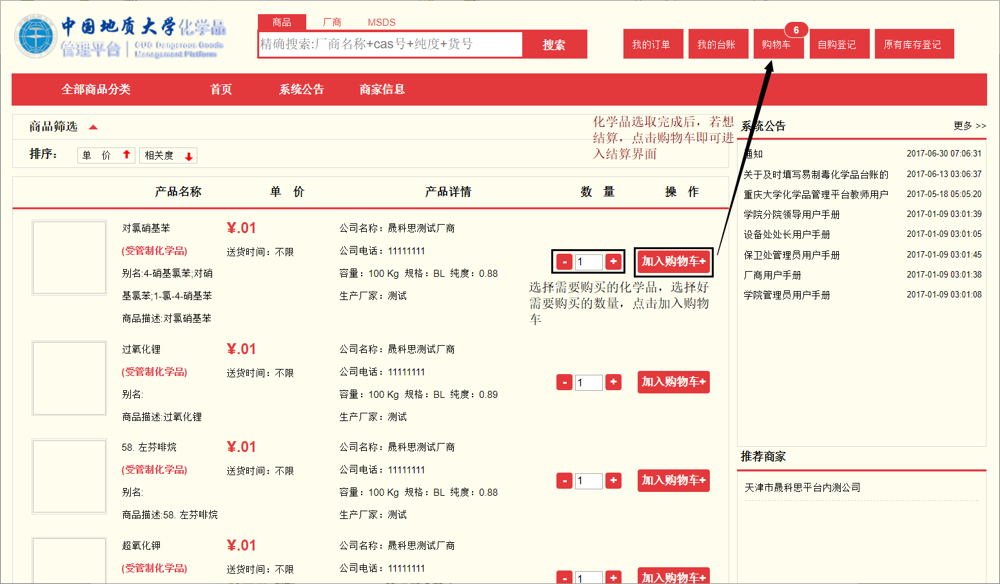 中国地质大学化学品
管理平台 | CUG Dangerous Goods
Management Platform
商品 厂商 MSDS
精确搜索:厂商名称+cas号+纯度+货号 搜索
我的订单 我的台账 购物车 6 自购登记 原有库存登记
全部商品分类 首页 系统公告 商家信息
商品筛选
排序： 单 价 相关度
化学品选取完成后，若想
结算，点击购物车即可进
入结算界面
产品名称 单 价 产品详情 数 量 操 作
对氯硝基苯 ¥.01 公司名称：晟科思测试厂商
(受管制化学品) 送货时间：不限 公司电话：11111111
- 1 + 加入购物车+
别名:4-硝基氯苯;对硝 容量：100 Kg 规格：BL 纯度：0.88
基氯苯;1-氯-4-硝基苯 生产厂家：测试
商品描述:对氯硝基苯
选择需要购买的化学品，选择好
需要购买的数量，点击加入购物
车
过氧化锂 ¥.01 公司名称：晟科思测试厂商
(受管制化学品) 送货时间：不限 公司电话：11111111
- 1 + 加入购物车+
别名: 容量：100 Kg 规格：BL 纯度：0.89
商品描述:过氧化锂 生产厂家：测试
58. 左芬啡烷 ¥.01 公司名称：晟科思测试厂商
(受管制化学品) 送货时间：不限 公司电话：11111111
- 1 + 加入购物车+
别名: 容量：100 Kg 规格：BL 纯度：0.88
商品描述:58. 左芬啡烷 生产厂家：测试
超氧化钾 ¥.01 公司名称：晟科思测试厂商
(受管制化学品) 送货时间：不限 公司电话：11111111
- 1 + 加入购物车+
系统公告 更多 >>
通知 2017-06-30 07:06:31
关于及时填写易制毒化学品台账的 2017-06-13 03:06:37
重庆大学化学品管理平台教师用户 2017-05-18 05:05:20
学院分院领导用户手册 2017-01-09 03:01:39
设备处处长用户手册 2017-01-09 03:01:05
保卫处管理员用户手册 2017-01-09 03:01:45
厂商用户手册 2017-01-09 03:01:38
学院管理员用户手册 2017-01-09 03:01:08
推荐商家
天津市晟科思平台内测公司